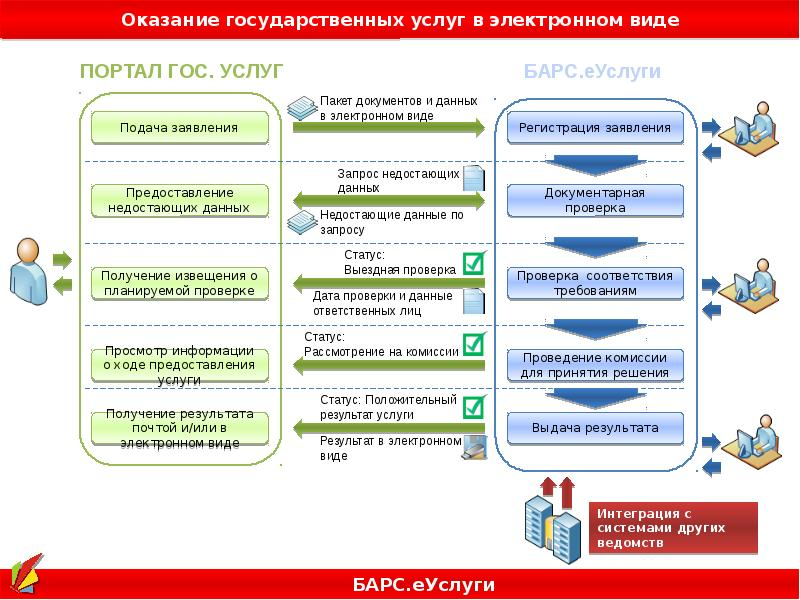 Оказание государственных услуг в электронном виде
ПОРТАЛ ГОС. УСЛУГ
БАРС.еУслуги
Подача заявления
Пакет документов и данных
в электронном виде
Регистрация заявления
Предоставление
недостающих данных
Запрос недостающих
данных
Недостающие данные по
запросу
Документарная
проверка
Получение извещения о
планируемой проверке
Статус:
Выездная проверка
Дата проверки и данные
ответственных лиц
Проверка соответствия
требованиям
Просмотр информации
о ходе предоставления
услуги
Статус:
Рассмотрение на комиссии
Проведение комиссии
для принятия решения
Получение результата
почтой и/или в
электронном виде
Статус: Положительный
результат услуги
Результат в электронном
виде
Выдача результата
Интеграция с
системами других
ведомств
БАРС.еУслуги